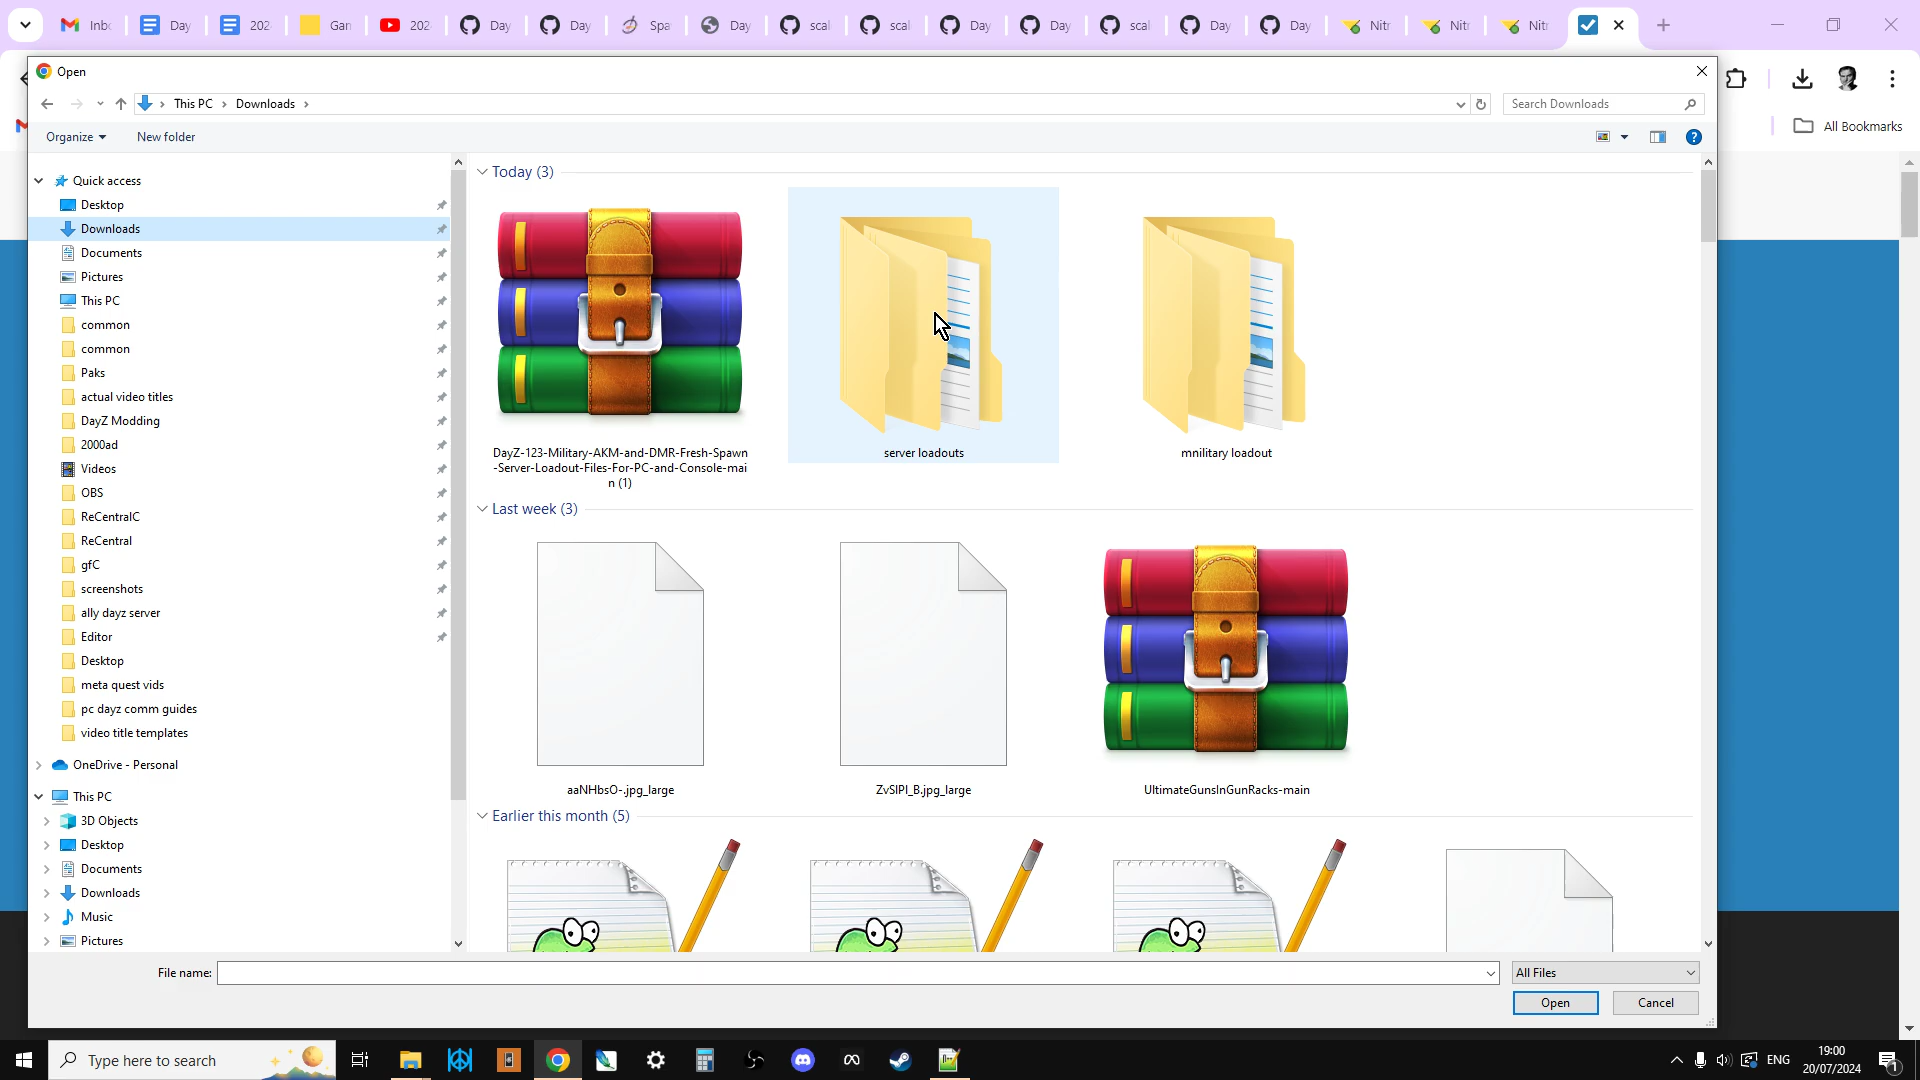 Inbc
Day
202
Gan
202
Day
Day
Spa
Day
scal
scal
Day
Day
scal
Day
Day
Nitr
Nitr
Nitr
Open
This PC
Downloads
Search Downloads
All Bookmarks
Organize
New folder
Quick access
Desktop
Downloads
Documents
Pictures
This PC
common
common
Paks
actual video titles
DayZ Modding
2000ad
Videos
OBS
ReCentralC
ReCentral
gfC
screenshots
ally dayz server
Editor
Desktop
meta quest vids
pc dayz comm guides
video title templates
OneDrive - Personal
This PC
3D Objects
Desktop
Documents
Downloads
Music
Pictures
Today (3)
DayZ-123-Military-AKM-and-DMR-Fresh-Spawn
-Server-Loadout-Files-For-PC-and-Console-mai
n (1)
server loadouts
mnilitary loadout
Last week (3)
aaNHbsO-.jpg_large
ZvSIPI_B.jpg_large
UltimateGunsInGunRacks-main
Earlier this month (5)
File name:
All Files
Open
Cancel
Type here to search
ENG
19:00
20/07/2024
1